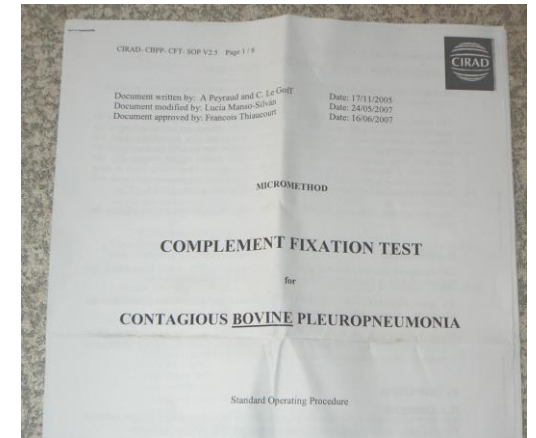 CIRAD- CBPP- CFT- SOP V2.5 Page 1 / 8
CIRAD
Document written by: A Peyraud and C. Le Goff Date: 17/11/2005
Document modified by: Lucía Manso-Silván Date: 24/05/2007
Document approved by: Francois Thiaucourt Date: 16/06/2007
MICROMETHOD
COMPLEMENT FIXATION TEST
for
CONTAGIOUS BOVINE PLEUROPNEUMONIA
Standard Operating Procedure